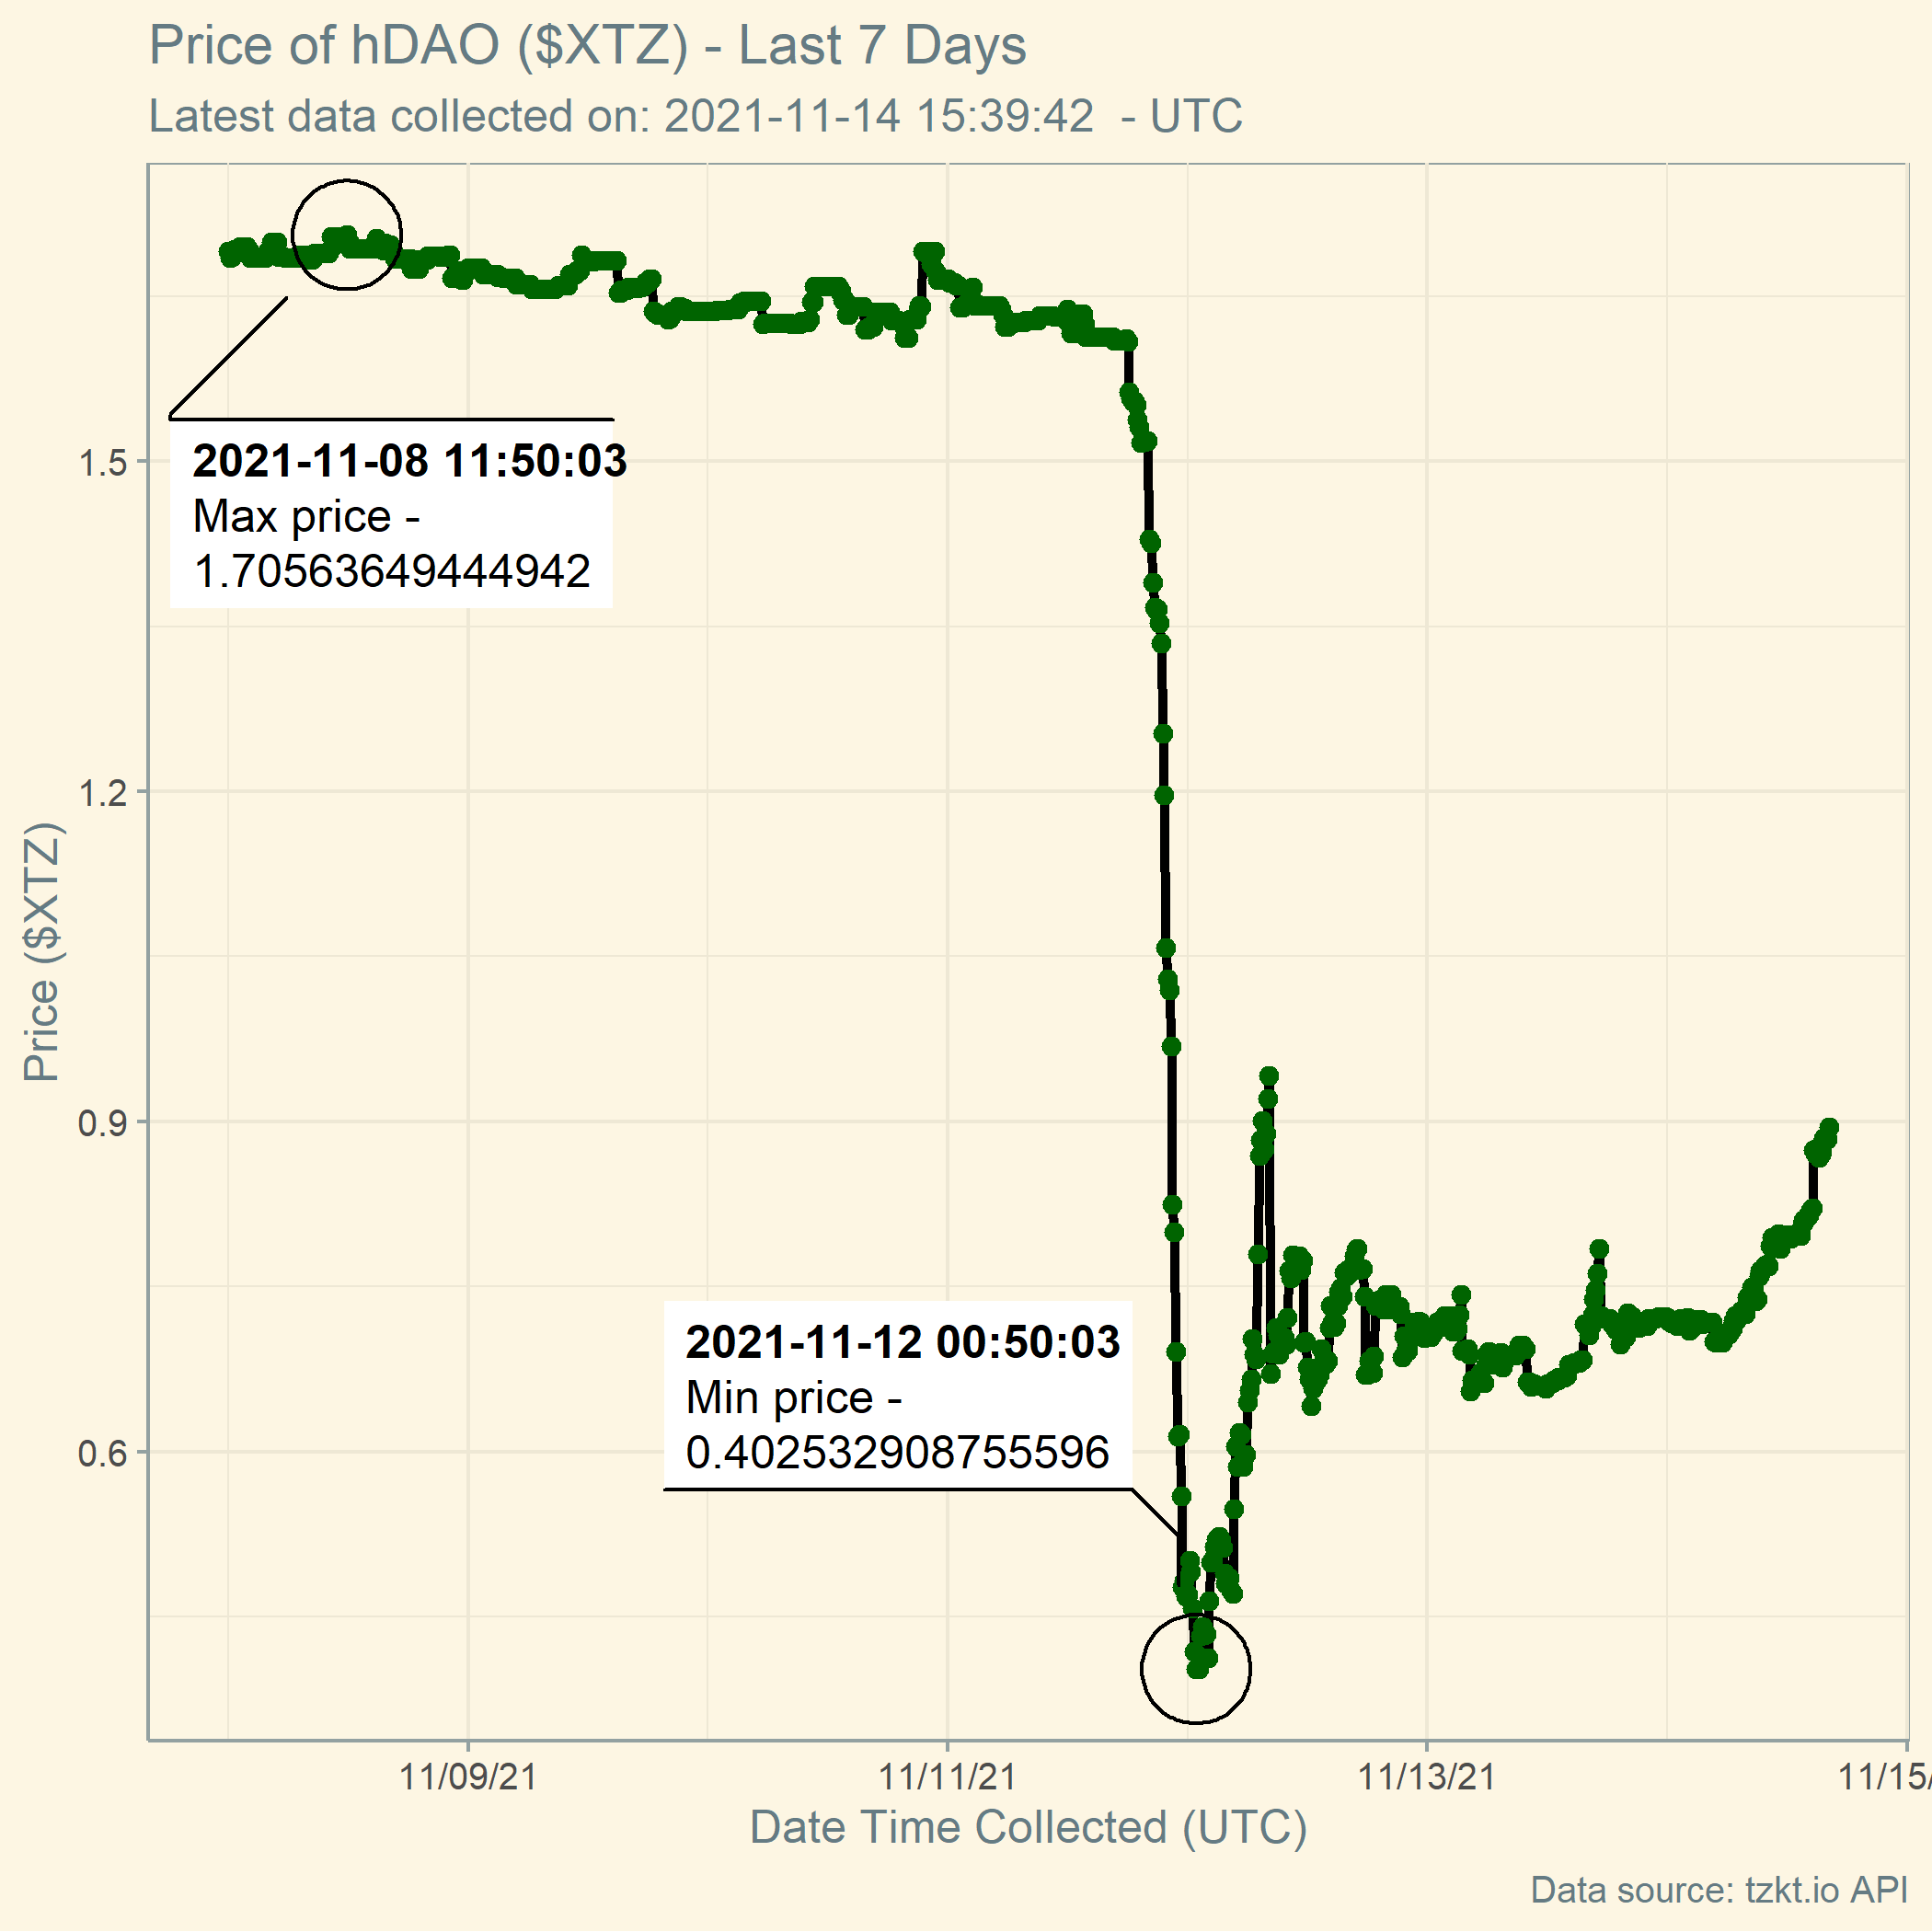 Price of hDAO ($XTZ) - Last 7 Days
Latest data collected on: 2021-11-14 15:39:42  - UTC
2021-11-08 11:50:03
Max price -
1.70563649444942
1.5
1.2
Price ($XTZ)
0.9
2021-11-12 00:50:03
Min price -
0.402532908755596
0.6
11/09/21
11/11/21
11/13/21
11/15/
Date Time Collected (UTC)
Data source: tzkt.io API